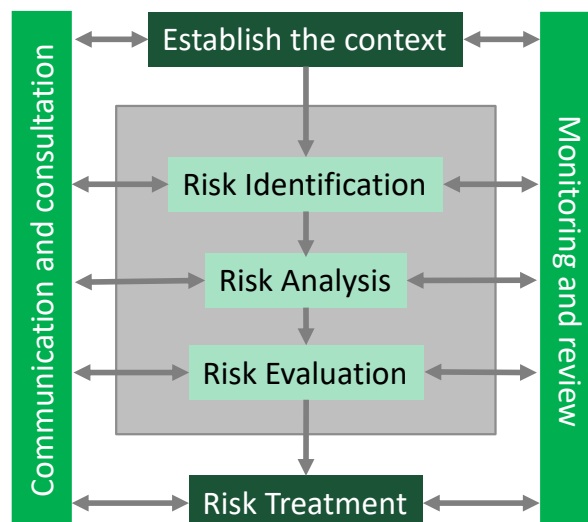 Establish the context
Communication and consultation
Monitoring and review
Risk Identification
Risk Analysis
Risk Evaluation
Risk Treatment